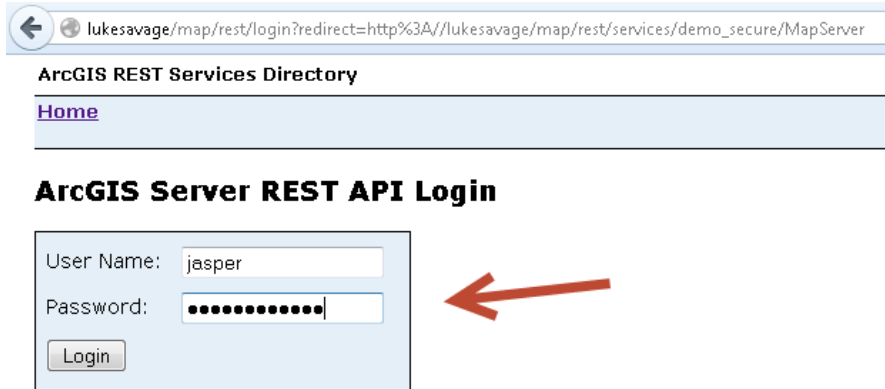 lukesavage/map/rest/login?redirect=http%3A//lukesavage/map/rest/services/demo_secure/MapServer
ArcGIS REST Services Directory
Home
ArcGIS Server REST API Login
User Name: jasper
Password: ●●●●●●●●●●●●
Login